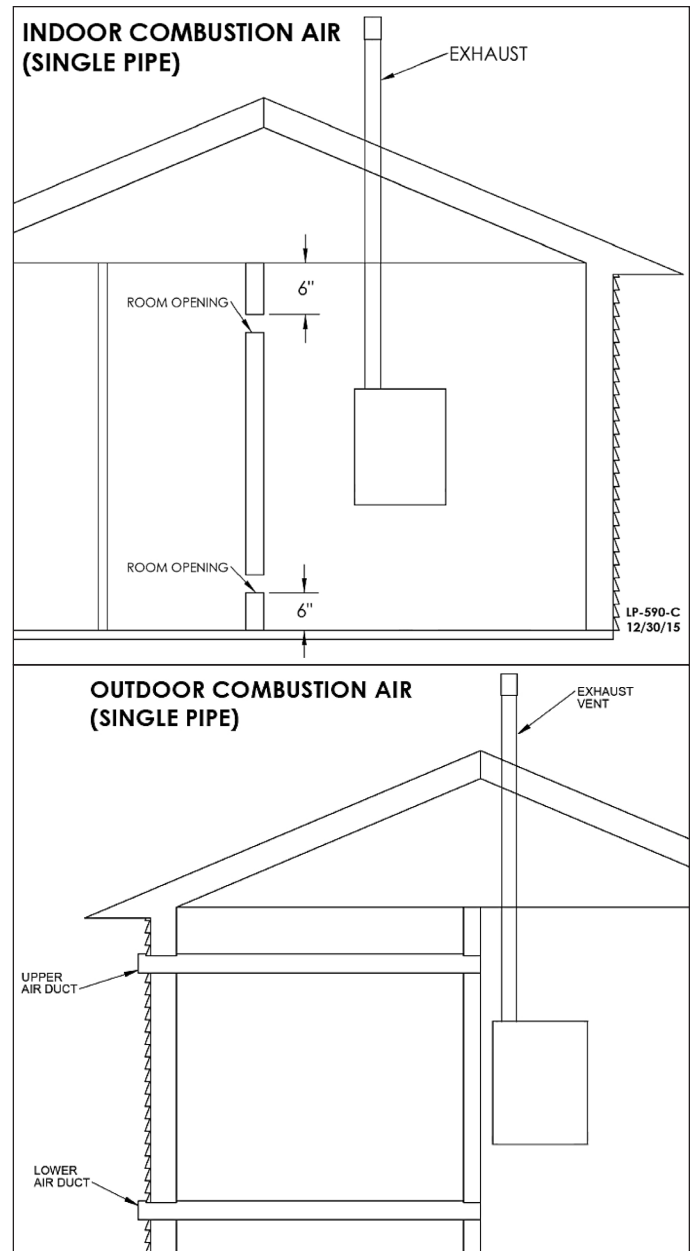 INDOOR COMBUSTION AIR
(SINGLE PIPE)
EXHAUST
6"
ROOM OPENING
ROOM OPENING
6"
LP-590-C
12/30/15
OUTDOOR COMBUSTION AIR
(SINGLE PIPE)
EXHAUST
VENT
UPPER
AIR DUCT
LOWER
AIR DUCT